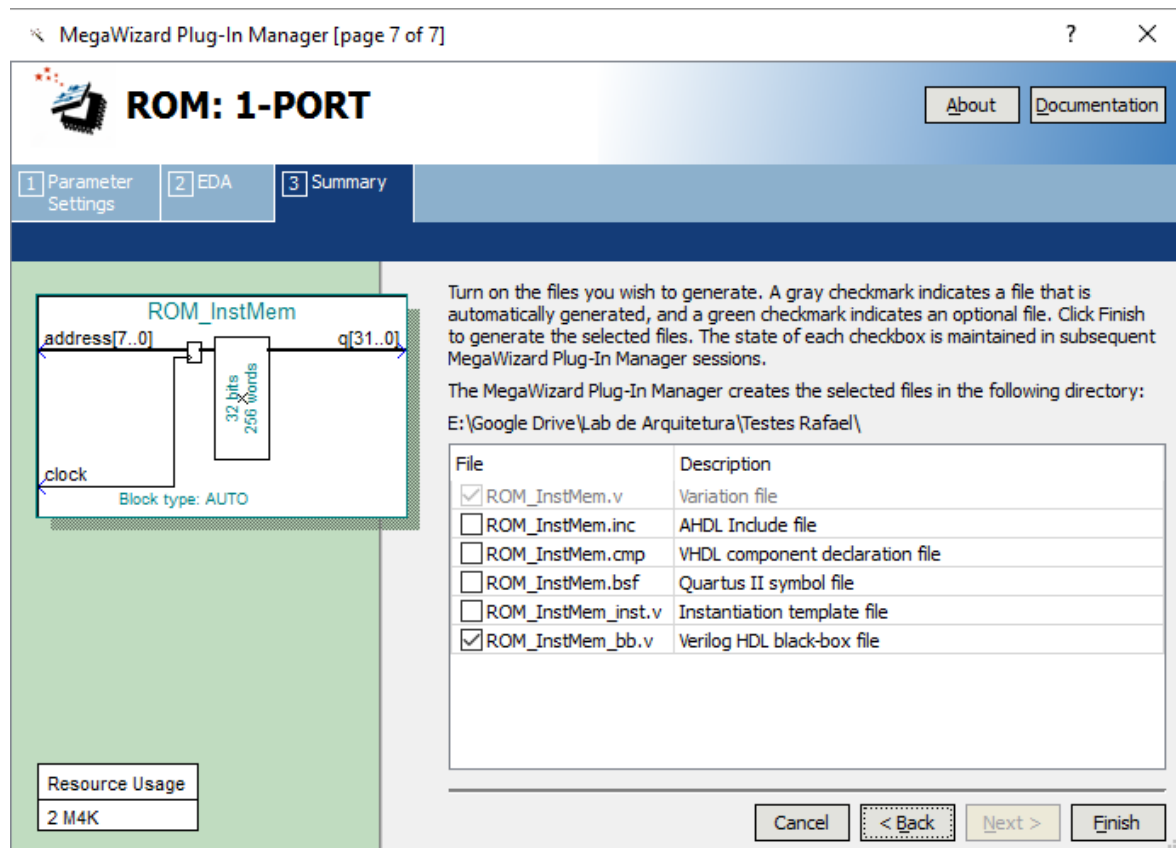 MegaWizard Plug-In Manager [page 7 of 7]
?
ROM: 1-PORT
About
Documentation
1 Parameter Settings
2 EDA
3 Summary
ROM_InstMem
address[7..0]
q[31..0]
32 bits
256 words
clock
Block type: AUTO
Turn on the files you wish to generate. A gray checkmark indicates a file that is
automatically generated, and a green checkmark indicates an optional file. Click Finish
to generate the selected files. The state of each checkbox is maintained in subsequent
MegaWizard Plug-In Manager sessions.
The MegaWizard Plug-In Manager creates the selected files in the following directory:
E:\Google Drive\Lab de Arquitetura\Testes Rafael\
File Description
ROM_InstMem.v Variation file
ROM_InstMem.inc AHDL Include file
ROM_InstMem.cmp VHDL component declaration file
ROM_InstMem.bsf Quartus II symbol file
ROM_InstMem_inst.v Instantiation template file
ROM_InstMem_bb.v Verilog HDL black-box file
Resource Usage
2 M4K
Cancel
< Back
Next >
Finish